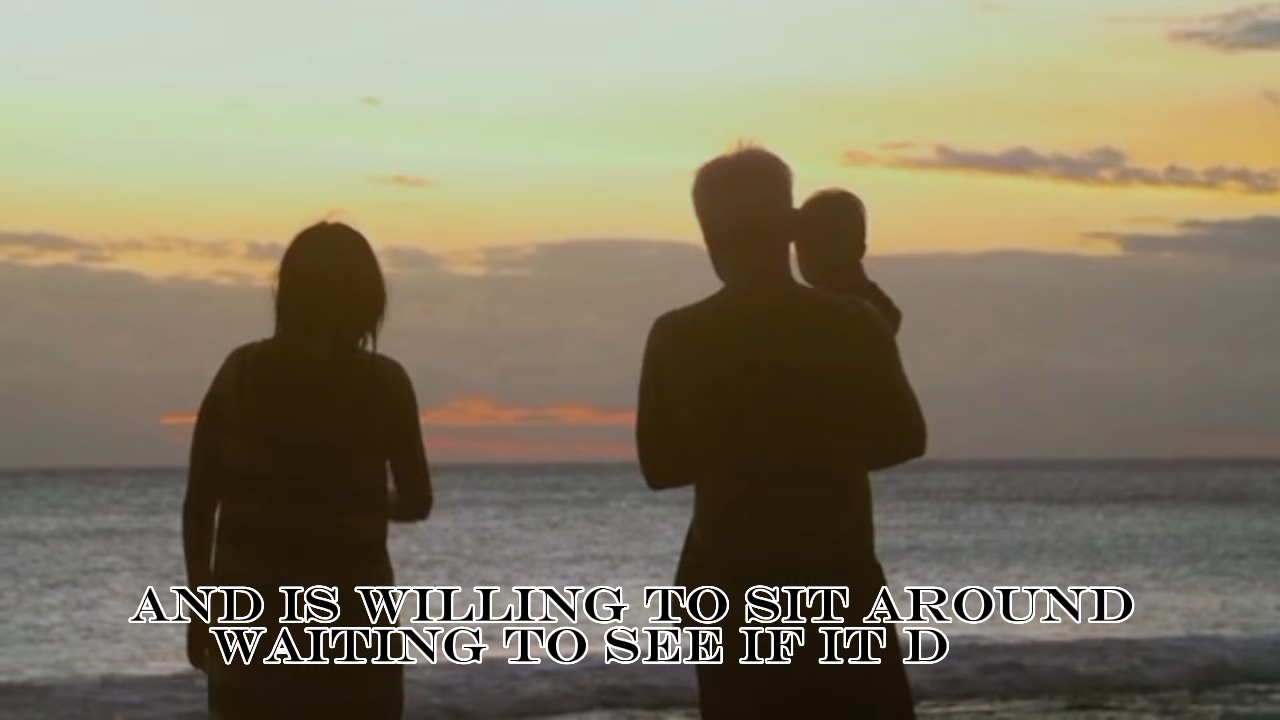 AND IS WILLING TO SIT AROUND
WAITING TO SEE IF IT D